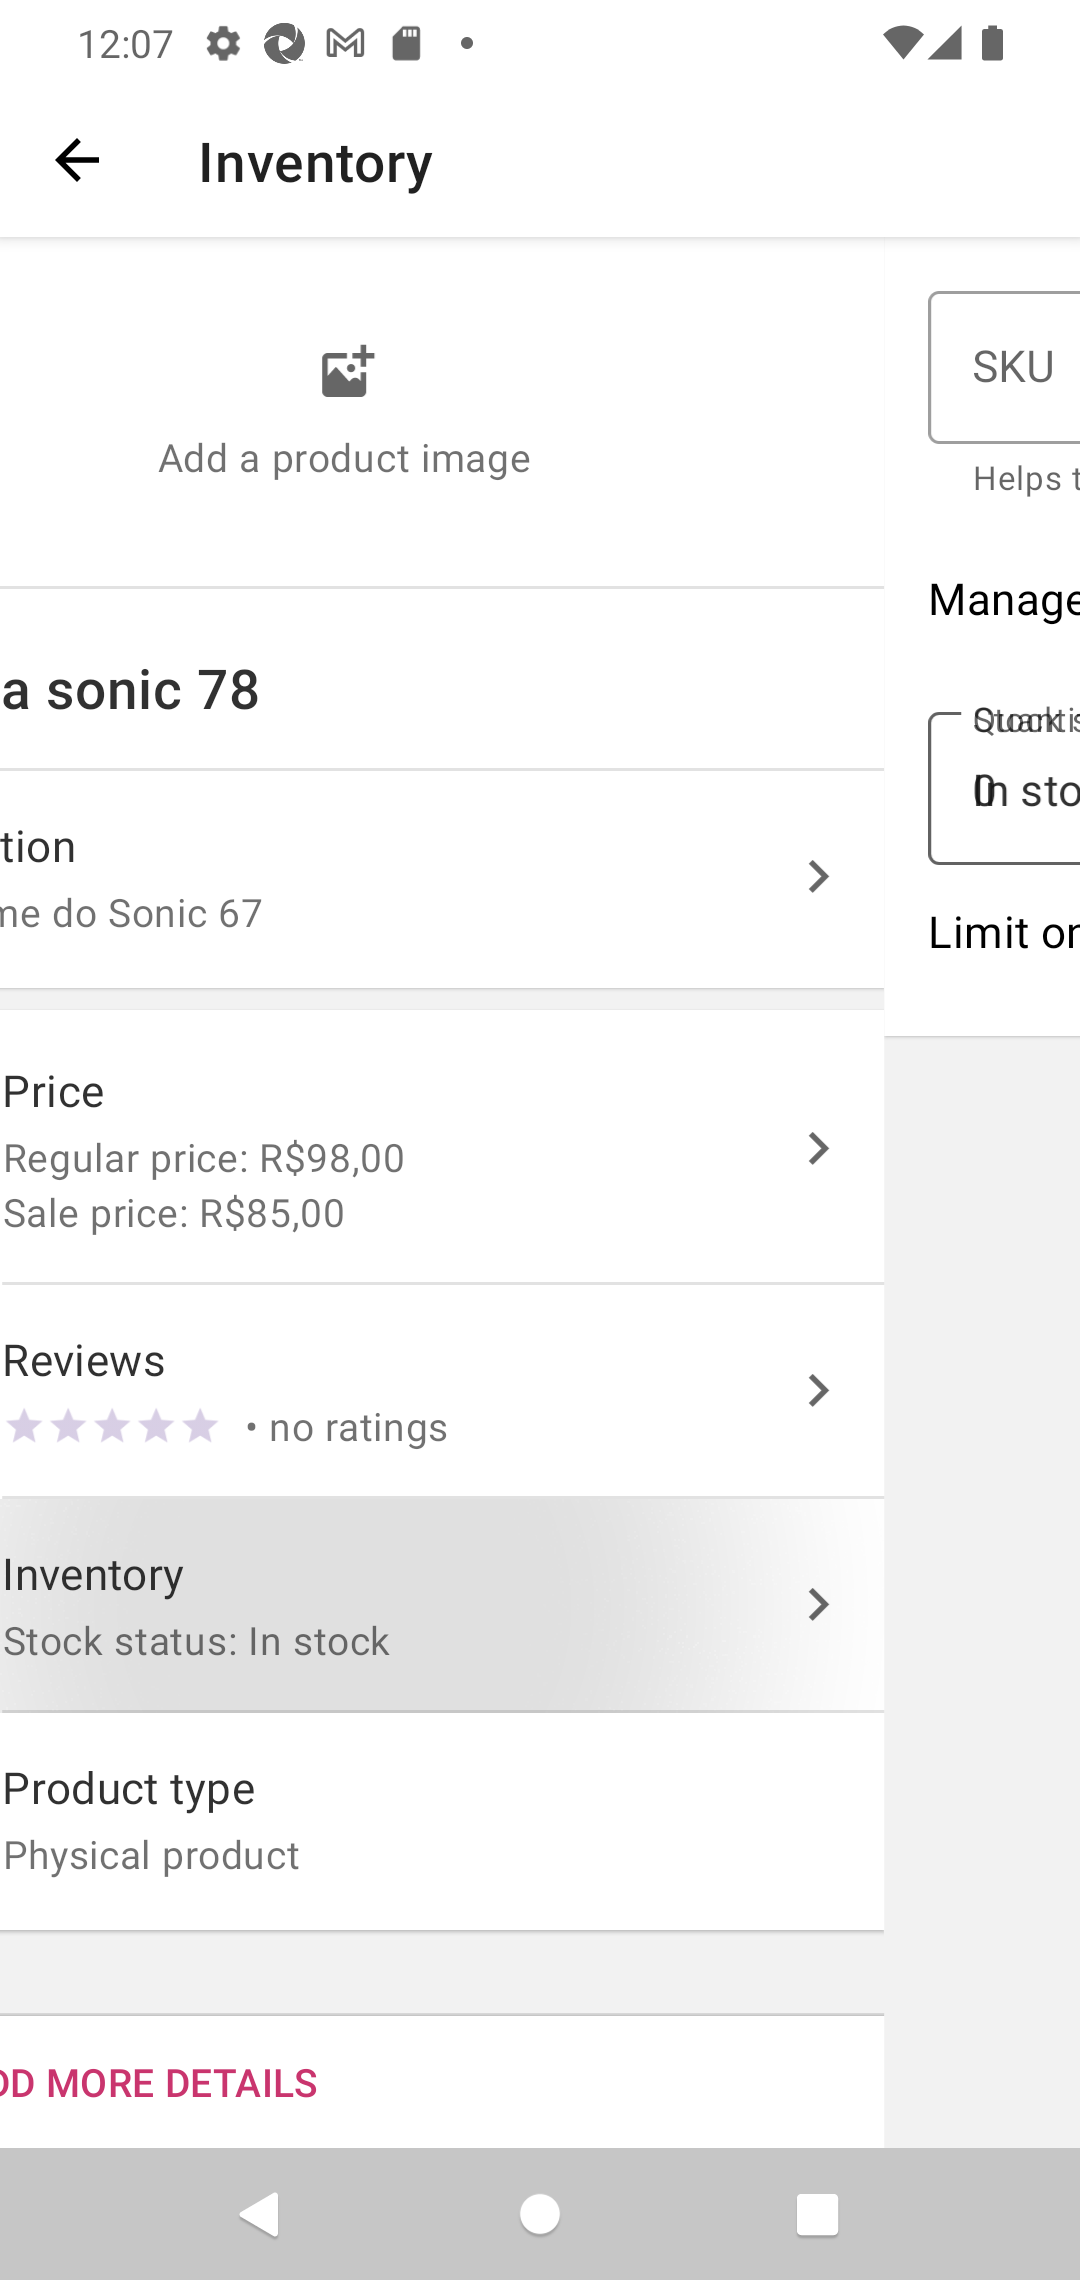 12:07
Inventory
Add a product image
SKU
Helps
Manage
a sonic 78
In sto
tion
me do Sonic 67
Limit or
Price
Regular price: R$98,00
Sale price: R$85,00
Reviews
• no ratings
Inventory
Stock status: In stock
Product type
Physical product
DD MORE DETAILS